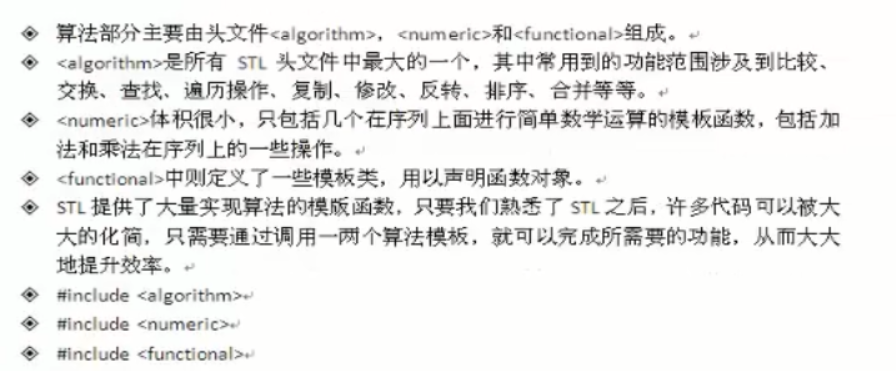 ◈ 算法部分主要由头文件<algorithm>，<numeric>和<functional>组成。
◈ <algorithm>是所有 STL 头文件中最大的一个，其中常用到的功能范围涉及到比较、
交换、查找、遍历操作、复制、修改、反转、排序、合并等等。
◈ <numeric>体积很小，只包括几个在序列上面进行简单数学运算的模板函数，包括加
法和乘法在序列上的一些操作。
◈ <functional>中则定义了一些模板类，用以声明函数对象。
◈ STL 提供了大量实现算法的模版函数，只要我们熟悉了 STL 之后，许多代码可以被大
大的化简，只需要通过调用一两个算法模板，就可以完成所需要的功能，从而大大
地提升效率。
◈ #include <algorithm>
◈ #include <numeric>
◈ #include <functional>